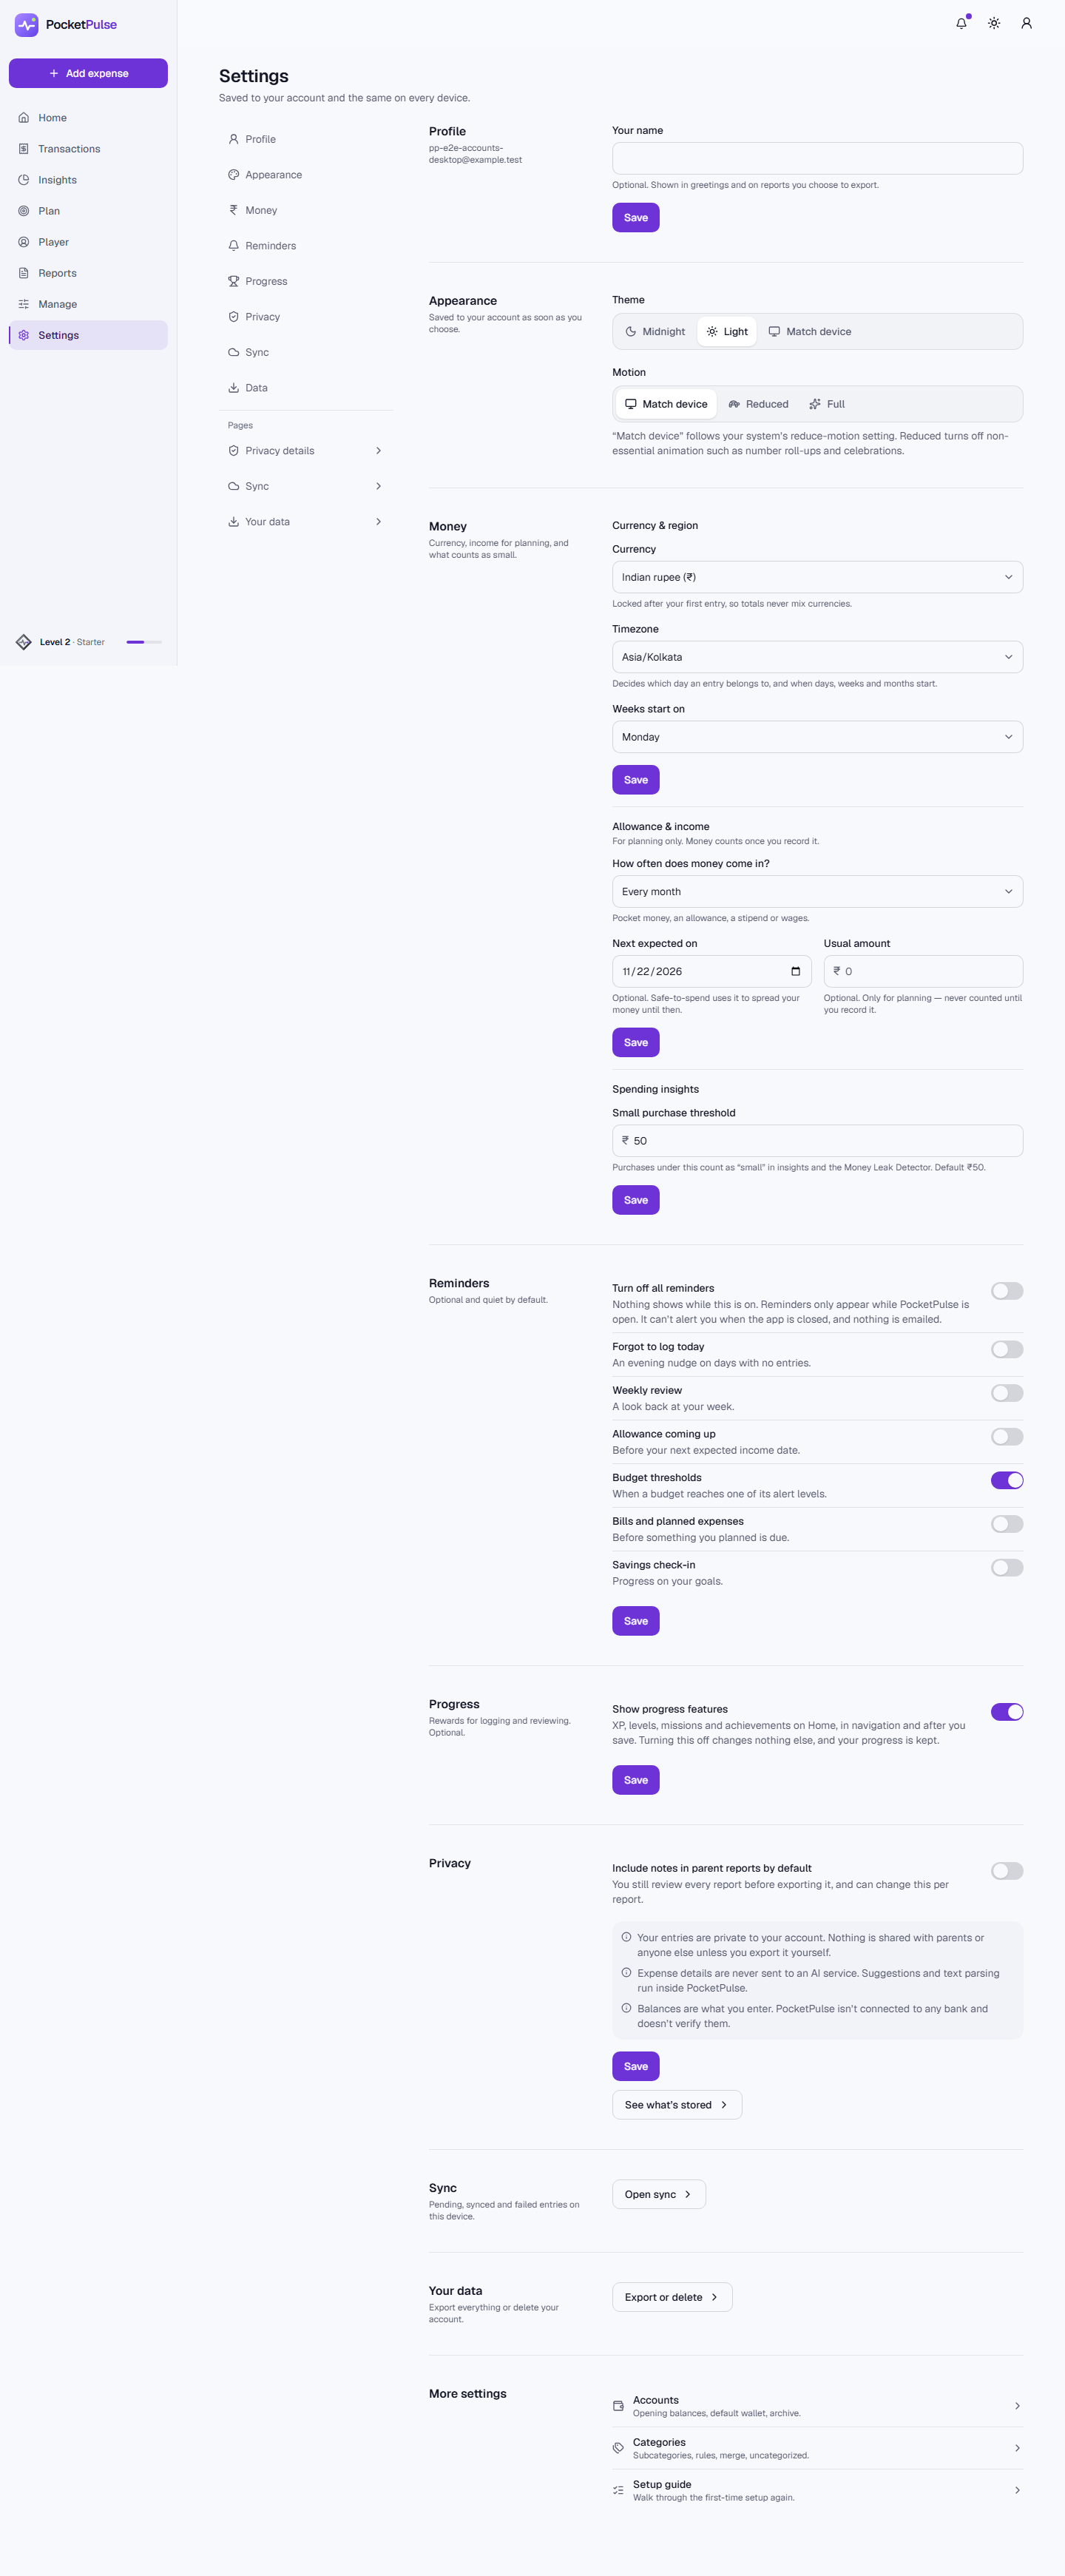 PocketPulse
Add expense
Home
Transactions
Insights
Plan
Player
Reports
Manage
Settings
Level 2 · Starter
Settings
Saved to your account and the same on every device.
Profile
Appearance
Money
Reminders
Progress
Privacy
Sync
Data
Pages
Privacy details
Sync
Your data
Profile
pp-e2e-accounts-
desktop@example.test
Your name
Optional. Shown in greetings and on reports you choose to export.
Save
Appearance
Saved to your account as soon as you
choose.
Theme
Midnight Light Match device
Motion
Match device Reduced Full
“Match device” follows your system's reduce-motion setting. Reduced turns off non-
essential animation such as number roll-ups and celebrations.
Money
Currency, income for planning, and
what counts as small.
Currency & region
Currency
Indian rupee (₹)
Locked after your first entry, so totals never mix currencies.
Timezone
Asia/Kolkata
Decides which day an entry belongs to, and when days, weeks and months start.
Weeks start on
Monday
Save
Allowance & income
For planning only. Money counts once you record it.
How often does money come in?
Every month
Pocket money, an allowance, a stipend or wages.
Next expected on
11/22/2026
Optional. Safe-to-spend uses it to spread your
money until then.
Usual amount
₹ 0
Optional. Only for planning — never counted until
you record it.
Save
Spending insights
Small purchase threshold
₹ 50
Purchases under this count as “small” in insights and the Money Leak Detector. Default ₹50.
Save
Reminders
Optional and quiet by default.
Turn off all reminders
Nothing shows while this is on. Reminders only appear while PocketPulse is
open. It can't alert you when the app is closed, and nothing is emailed.
Forgot to log today
An evening nudge on days with no entries.
Weekly review
A look back at your week.
Allowance coming up
Before your next expected income date.
Budget thresholds
When a budget reaches one of its alert levels.
Bills and planned expenses
Before something you planned is due.
Savings check-in
Progress on your goals.
Save
Progress
Rewards for logging and reviewing.
Optional.
Show progress features
XP, levels, missions and achievements on Home, in navigation and after you
save. Turning this off changes nothing else, and your progress is kept.
Save
Privacy
Include notes in parent reports by default
You still review every report before exporting it, and can change this per
report.
Your entries are private to your account. Nothing is shared with parents or
anyone else unless you export it yourself.
Expense details are never sent to an AI service. Suggestions and text parsing
run inside PocketPulse.
Balances are what you enter. PocketPulse isn't connected to any bank and
doesn't verify them.
Save
See what's stored
Sync
Pending, synced and failed entries on
this device.
Open sync
Your data
Export everything or delete your
account.
Export or delete
More settings
Accounts
Opening balances, default wallet, archive.
Categories
Subcategories, rules, merge, uncategorized.
Setup guide
Walk through the first-time setup again.